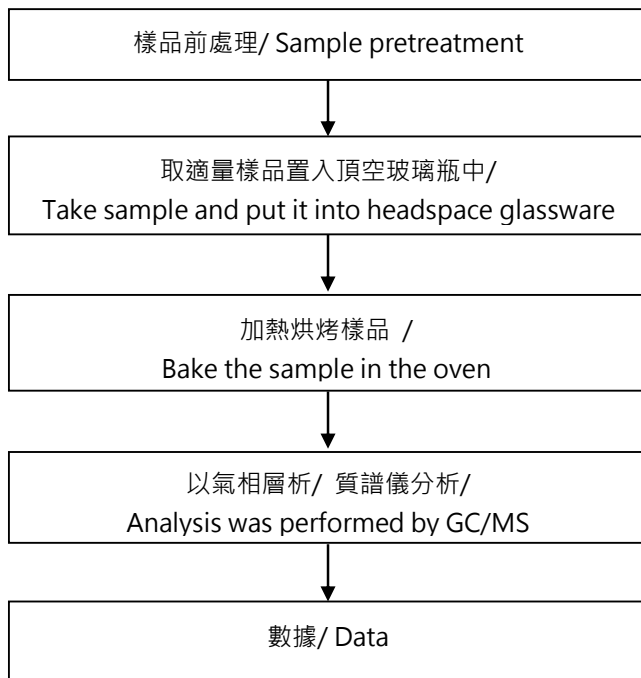 樣品前處理/ Sample pretreatment
取適量樣品置入頂空玻璃瓶中/
Take sample and put it into headspace glassware
加熱烘烤樣品 /
Bake the sample in the oven
以氣相層析/ 質譜儀分析/
Analysis was performed by GC/MS
數據/ Data